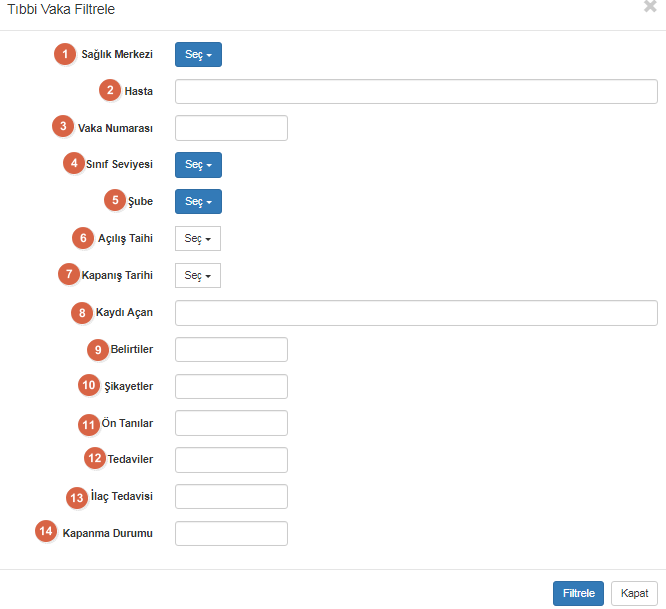 Tıbbi Vaka Filtrele ×
1 Sağlık Merkezi Seç
2 Hasta
3 Vaka Numarası
4 Sınıf Seviyesi Seç
5 Şube Seç
6 Açılış Taihi Seç
7 Kapanış Tarihi Seç
8 Kaydı Açan
9 Belirtiler
10 Şikayetler
11 Ön Tanılar
12 Tedaviler
13 İlaç Tedavisi
14 Kapanma Durumu
Filtrele Kapat